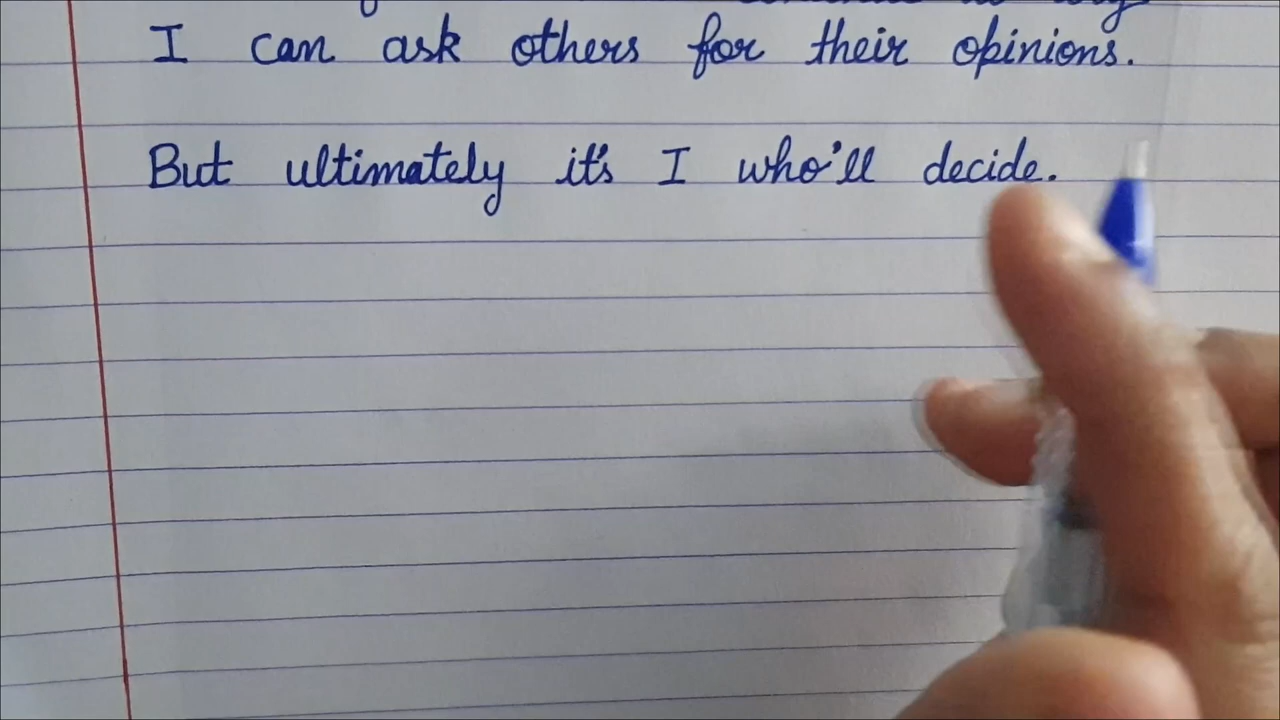 I can ask others for their opinions.
But ultimately it's I who'll decide.